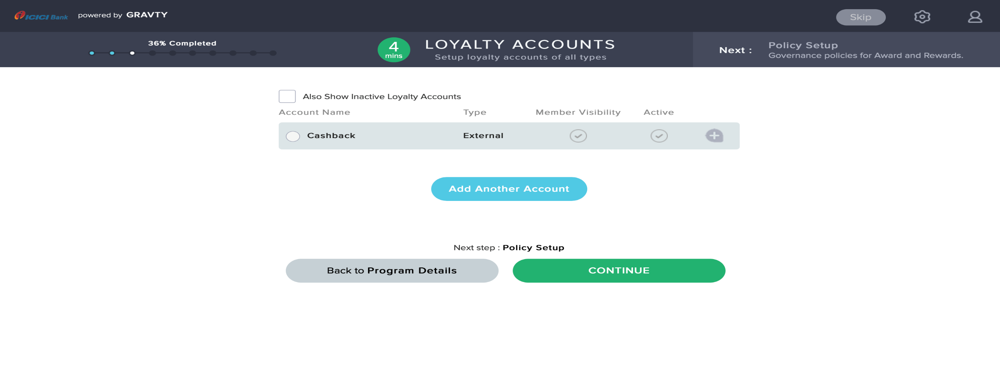 ICICI Bank powered by GRAVTY
Skip
36% Completed
4
mins
LOYALTY ACCOUNTS
Setup loyalty accounts of all types
Next :
Policy Setup
Governance policies for Award and Rewards.
Also Show Inactive Loyalty Accounts
Account Name Type Member Visibility Active
Cashback External
Add Another Account
Next step : Policy Setup
Back to Program Details
CONTINUE